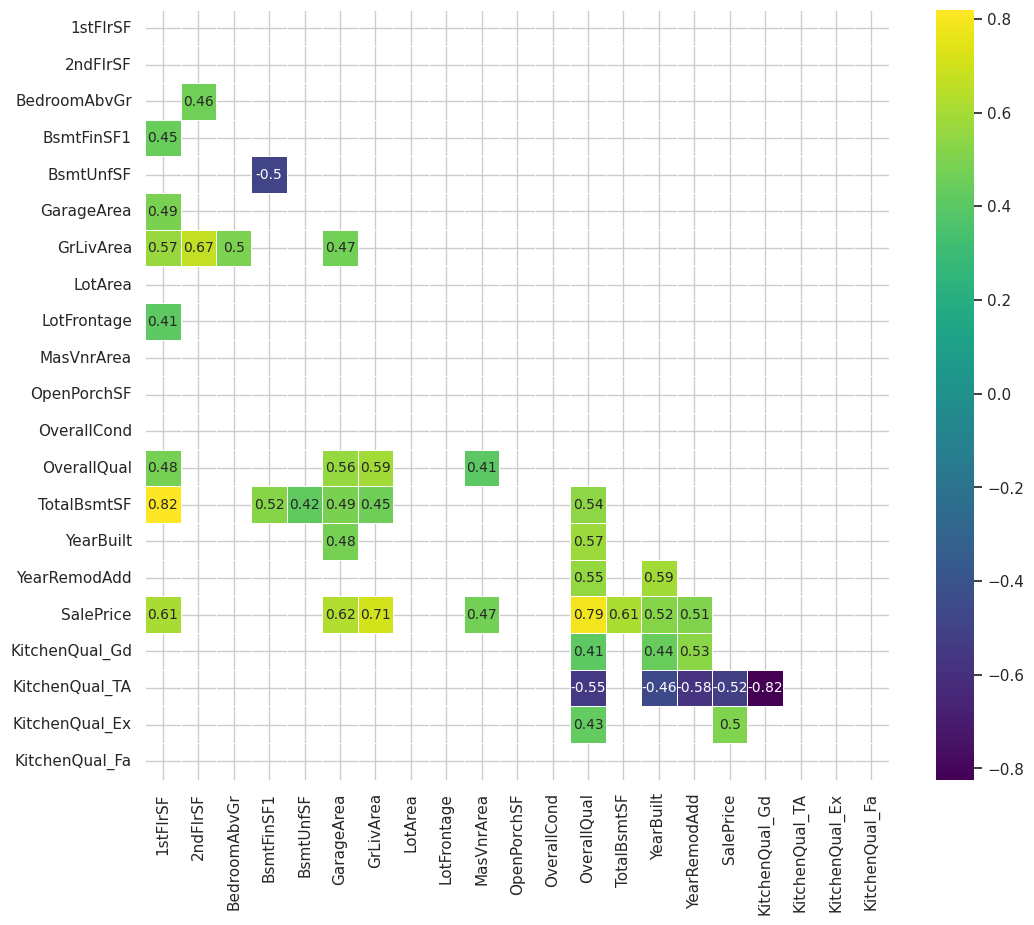 1stFlrSF
2ndFlrSF
BedroomAbvGr 0.46
BsmtFinSF1 0.45
BsmtUnfSF -0.5
GarageArea 0.49
GrLivArea 0.57 0.67 0.5 0.47
LotArea
LotFrontage 0.41
MasVnrArea
OpenPorchSF
OverallCond
OverallQual 0.48 0.56 0.59 0.41
TotalBsmtSF 0.82 0.52 0.42 0.49 0.45 0.54
YearBuilt 0.48 0.57
YearRemodAdd 0.55 0.59
SalePrice 0.61 0.62 0.71 0.47 0.79 0.61 0.52 0.51
KitchenQual_Gd 0.41 0.44 0.53
KitchenQual_TA -0.55 -0.46 -0.58 -0.52 -0.82
KitchenQual_Ex 0.43 0.5
KitchenQual_Fa
1stFlrSF
2ndFlrSF
BedroomAbvGr
BsmtFinSF1
BsmtUnfSF
GarageArea
GrLivArea
LotArea
LotFrontage
MasVnrArea
OpenPorchSF
OverallCond
OverallQual
TotalBsmtSF
YearBuilt
YearRemodAdd
SalePrice
KitchenQual_Gd
KitchenQual_TA
KitchenQual_Ex
KitchenQual_Fa
0.8
0.6
0.4
0.2
0.0
−0.2
−0.4
−0.6
−0.8